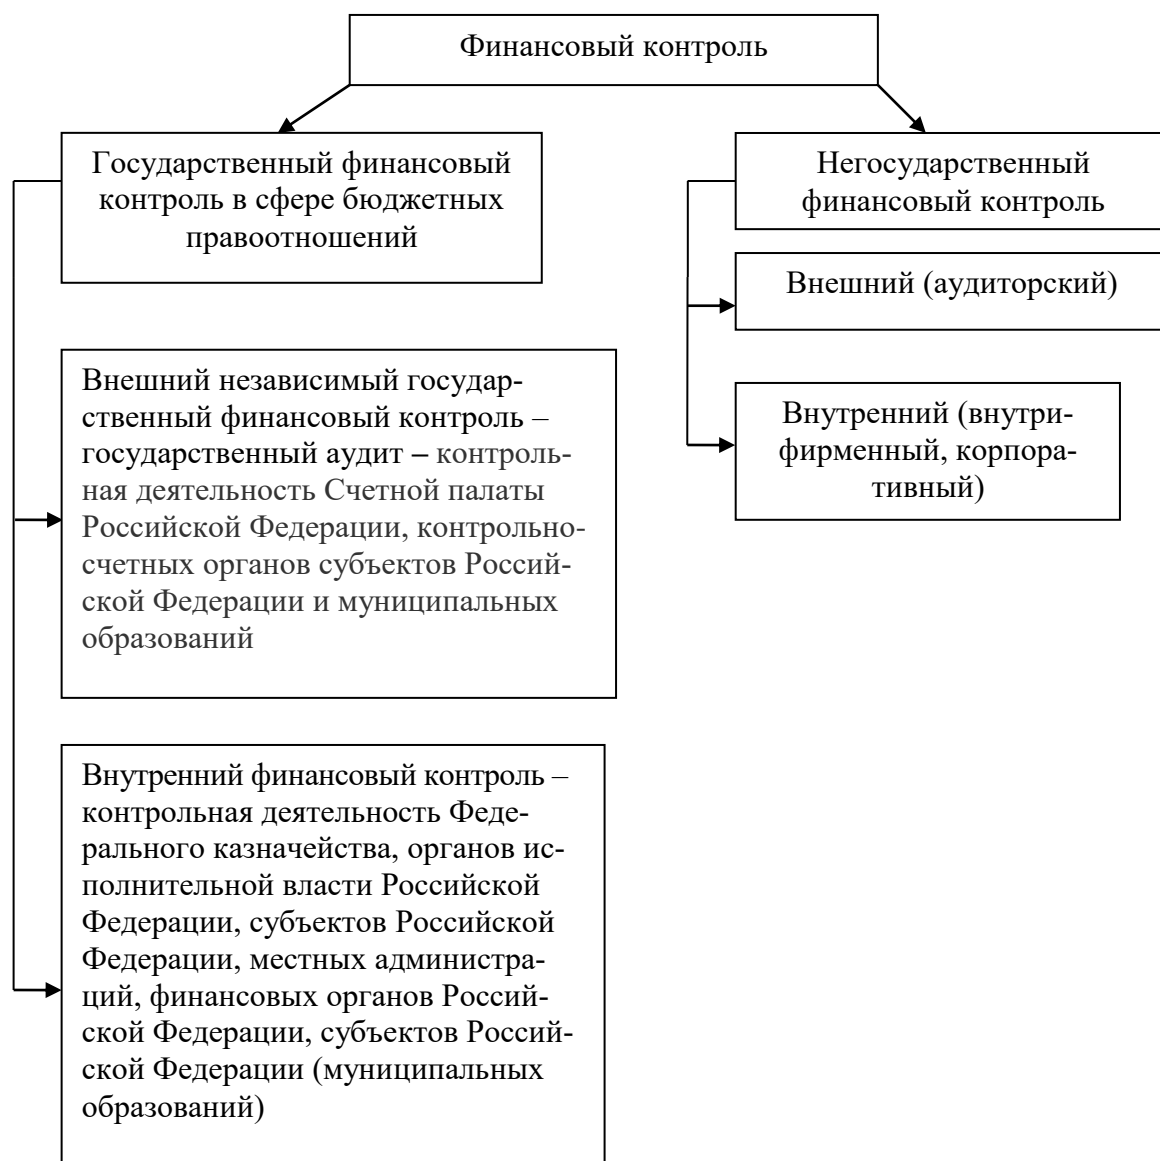 Финансовый контроль
Государственный финансовый
контроль в сфере бюджетных
правоотношений
Негосударственный
финансовый контроль
Внешний (аудиторский)
Внутренний (внутри-
фирменный, корпора-
тивный)
Внешний независимый государ-
ственный финансовый контроль –
государственный аудит – контроль-
ная деятельность Счетной палаты
Российской Федерации, контрольно-
счетных органов субъектов Россий-
ской Федерации и муниципальных
образований
Внутренний финансовый контроль –
контрольная деятельность Феде-
рального казначейства, органов ис-
полнительной власти Российской
Федерации, субъектов Российской
Федерации, местных администра-
ций, финансовых органов Россий-
ской Федерации, субъектов Россий-
ской Федерации (муниципальных
образований)